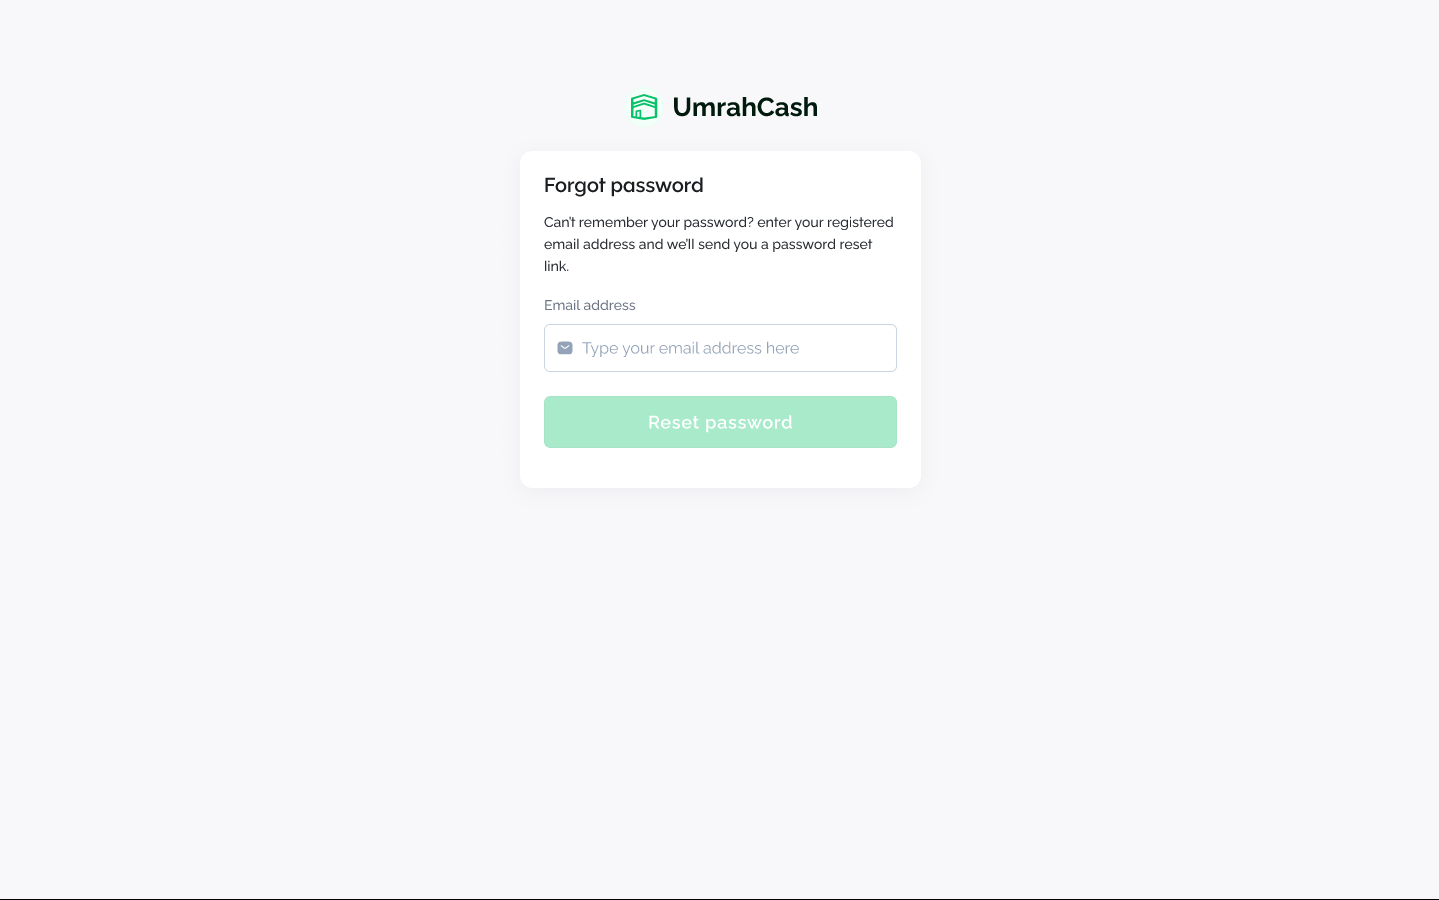 UmrahCash
Forgot password
Can't remember your password? enter your registered
email address and we'll send you a password reset
link.
Email address
Type your email address here
Reset password